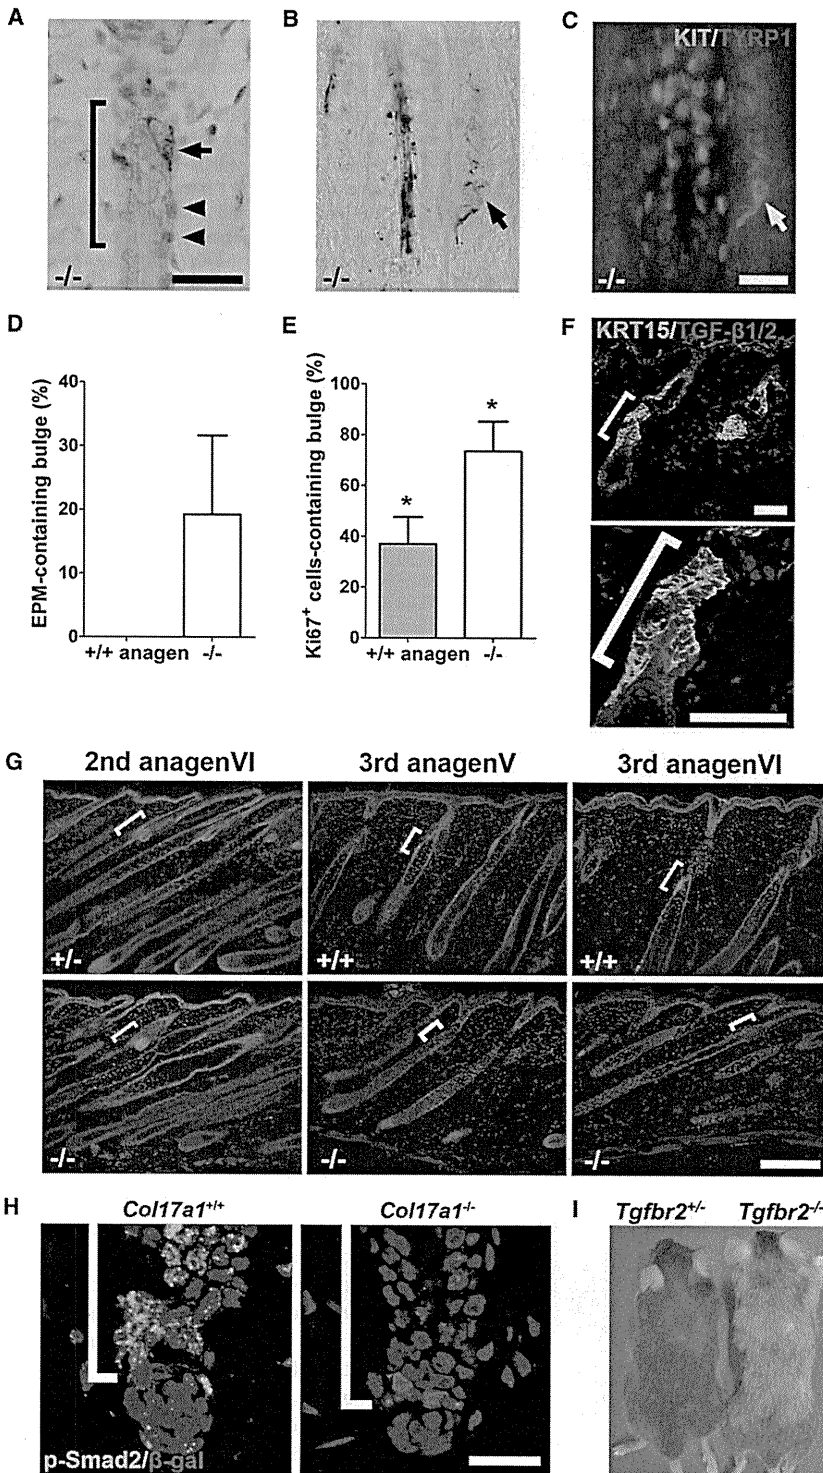 A
B
C
KIT/TYRP1
-/-
-/-
-/-
D
E
F
EPM-containing bulge (%)
40
30
20
10
0
+/+ anagen
-/-
Ki67+ cells-containing bulge (%)
100
80
60
40
20
0
*
*
+/+ anagen
-/-
KRT15/TGF-β1/2
G
2nd anagenVI
3rd anagenV
3rd anagenVI
+/-
+/+
+/+
-/-
-/-
-/-
H
Col17a1+/+
Col17a1-/-
I
Tgfbr2+/-
Tgfbr2-/-
p-Smad2/β-gal